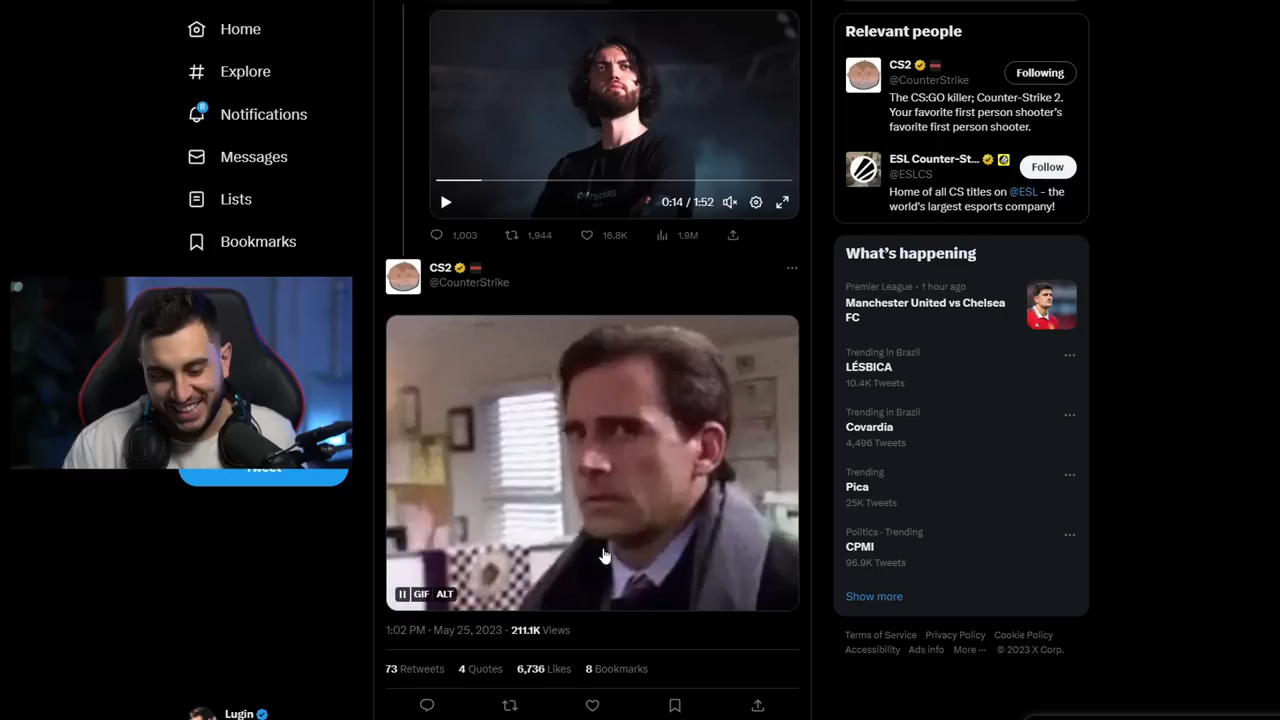 Home
Explore
8
Notifications
Messages
Lists
Bookmarks
Tweet
Lugin
0:14 / 1:52
1,003
1,944
16.8K
1.9M
CS2
@CounterStrike
GIF
ALT
1:02 PM · May 25, 2023 · 211.1K Views
73 Retweets
4 Quotes
6,736 Likes
8 Bookmarks
Relevant people
CS2
@CounterStrike
Following
The CS:GO killer; Counter-Strike 2.
Your favorite first person shooter's
favorite first person shooter.
ESL Counter-St...
@ESLCS
Follow
Home of all CS titles on @ESL - the
world's largest esports company!
What's happening
Premier League · 1 hour ago
Manchester United vs Chelsea
FC
Trending in Brazil
LÉSBICA
10.4K Tweets
Trending in Brazil
Covardia
4,496 Tweets
Trending
Pica
25K Tweets
Politics · Trending
CPMI
96.9K Tweets
Show more
Terms of Service Privacy Policy Cookie Policy
Accessibility Ads info More ··· © 2023 X Corp.